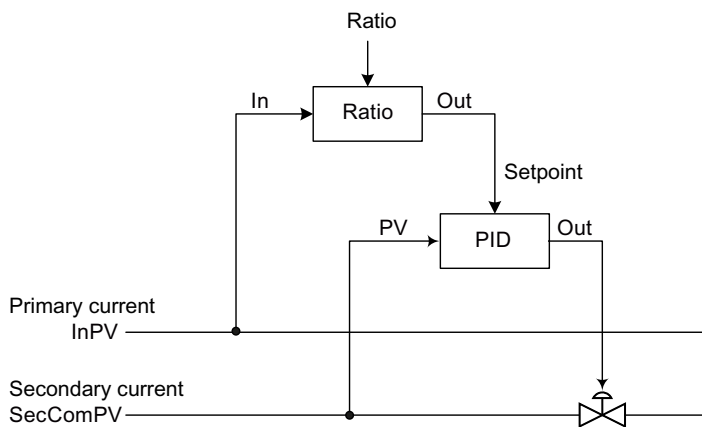 Ratio
In
Ratio
Out
Setpoint
PV
PID
Out
Primary current
InPV
Secondary current
SecComPV